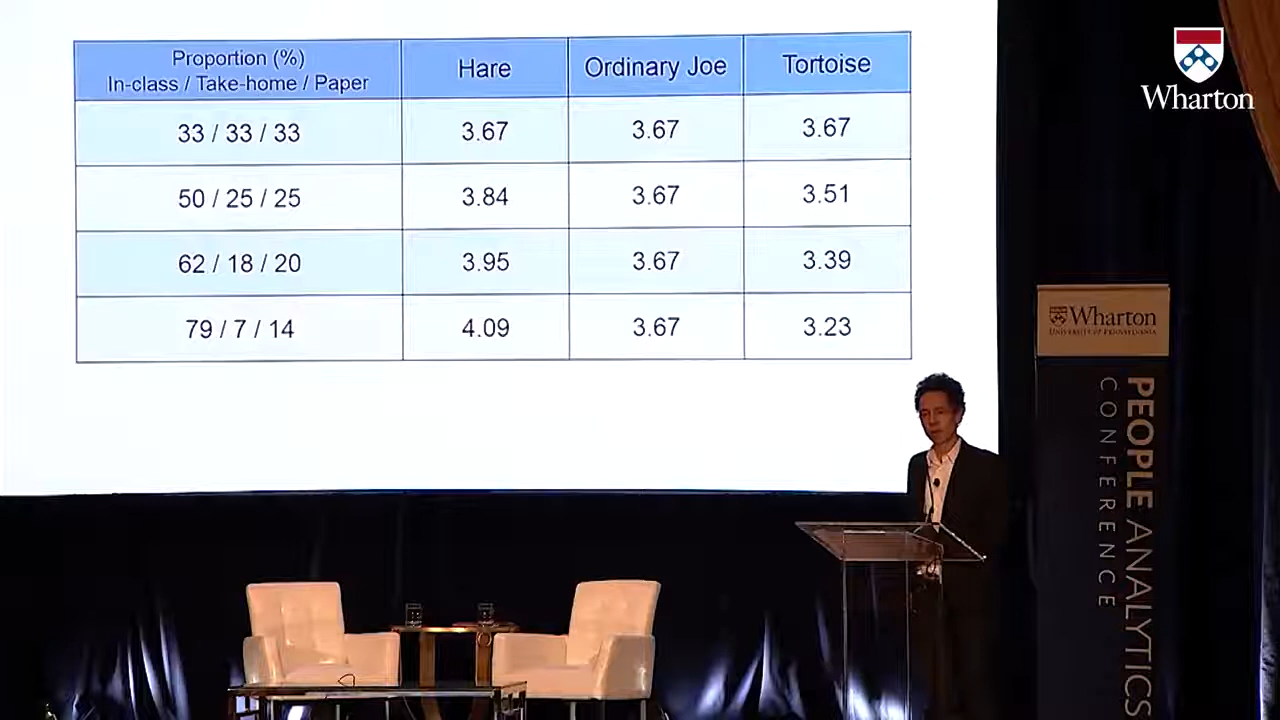 Proportion (%)
In-class / Take-home / Paper
Hare
Ordinary Joe
Tortoise
33 / 33 / 33
3.67
3.67
3.67
50 / 25 / 25
3.84
3.67
3.51
62 / 18 / 20
3.95
3.67
3.39
79 / 7 / 14
4.09
3.67
3.23
Wharton
Wharton
UNIVERSITY of PENNSYLVANIA
PEOPLE ANALYTICS
CONFERENCE